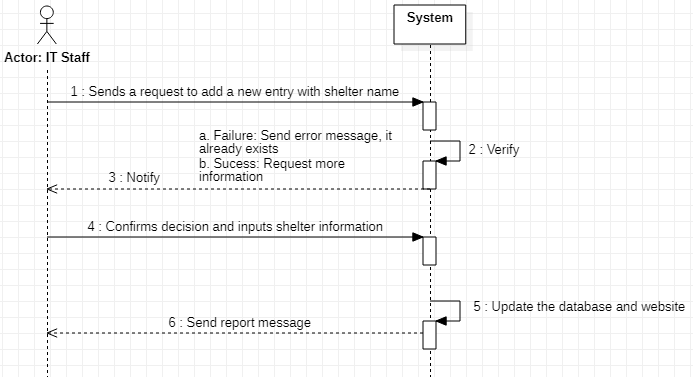 System
Actor: IT Staff
1 : Sends a request to add a new entry with shelter name
a. Failure: Send error message, it
already exists
b. Sucess: Request more
information
2 : Verify
3 : Notify
4 : Confirms decision and inputs shelter information
5 : Update the database and website
6 : Send report message